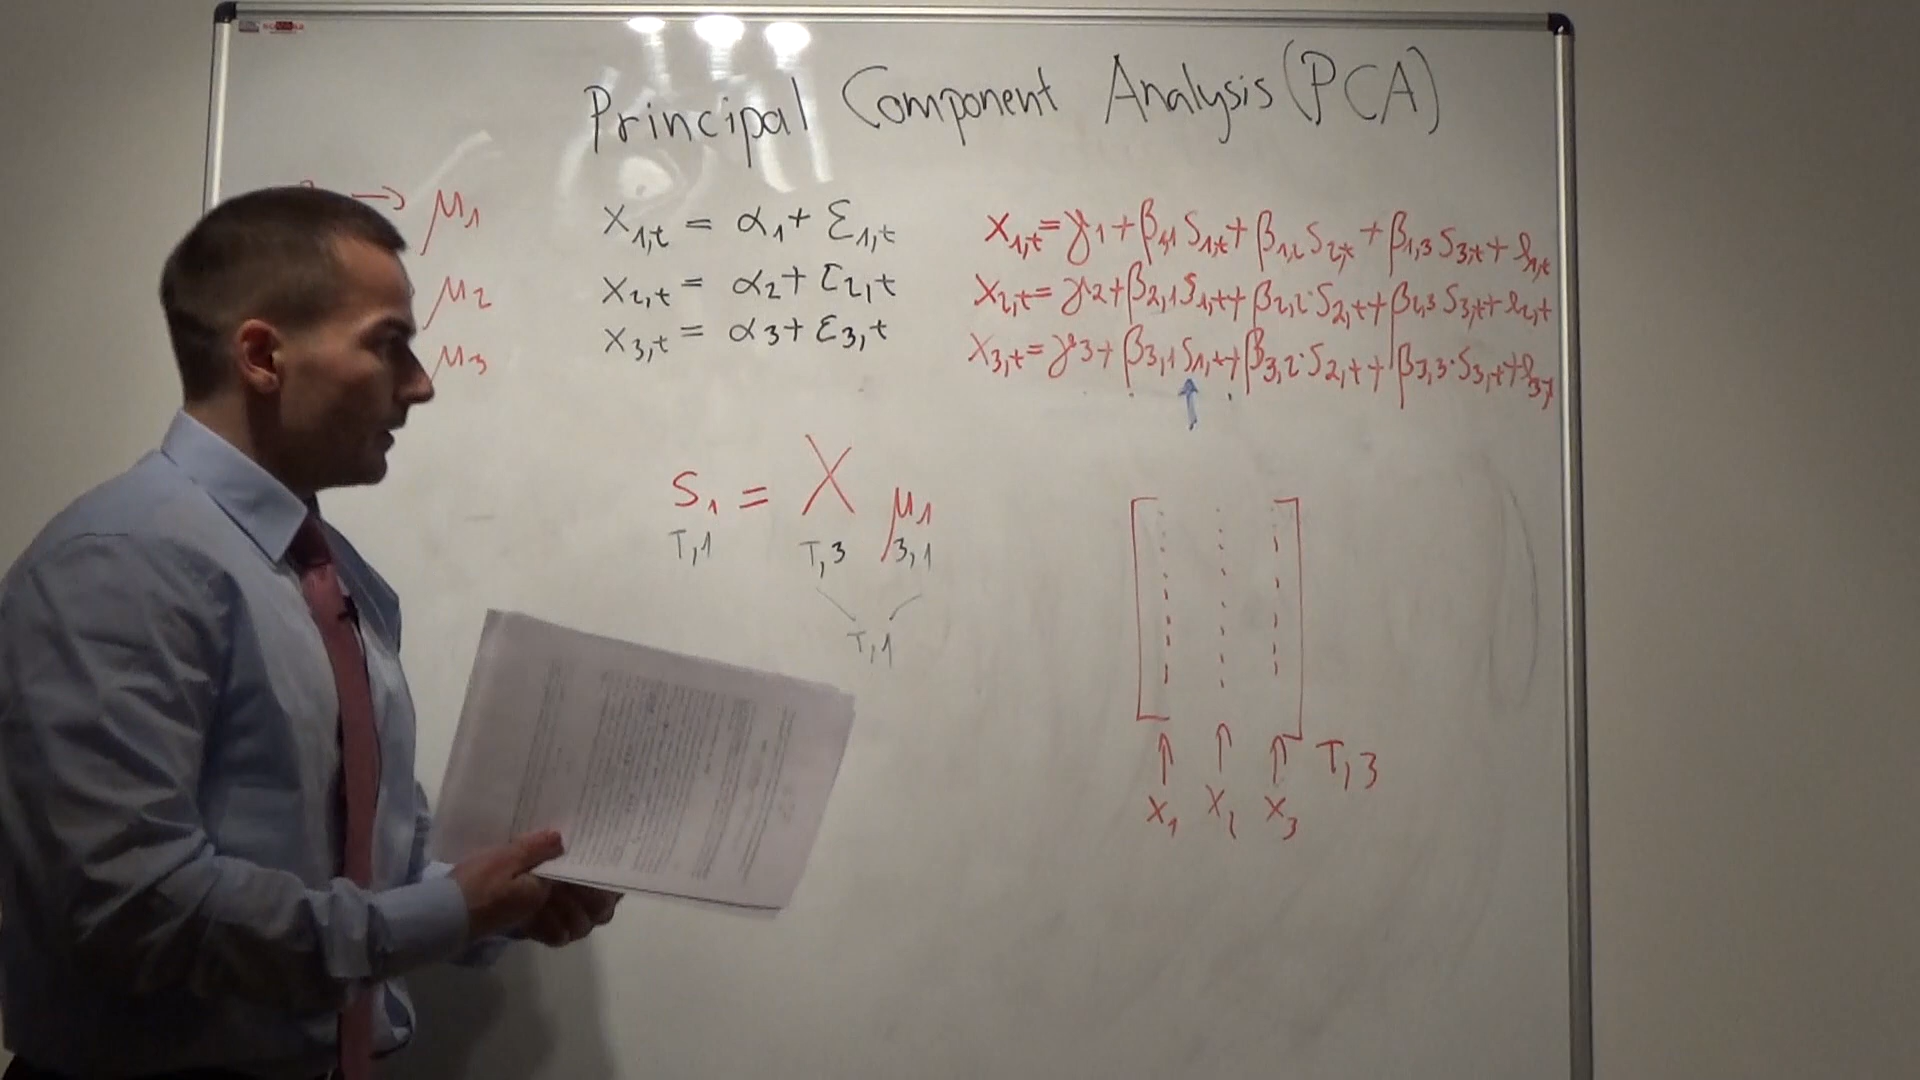 Principal Component Analysis (PCA)
→ μ1
μ2
μ3
X1,t = α1 + ε1,t
X2,t = α2 + ε2,t
X3,t = α3 + ε3,t
X1,t = γ1 + β1,1 S1,t + β1,2 S2,t + β1,3 S3,t + e1,t
X2,t = γ2 + β2,1 S1,t + β2,2 · S2,t + β2,3 S3,t + e2,t
X3,t = γ3 + β3,1 S1,t + β3,2 · S2,t + β3,3 · S3,t + e3,t
↑
S1 = X μ1
T,1 T,3 3,1
T,1
↑ ↑ ↑ T,3
X1 X2 X3